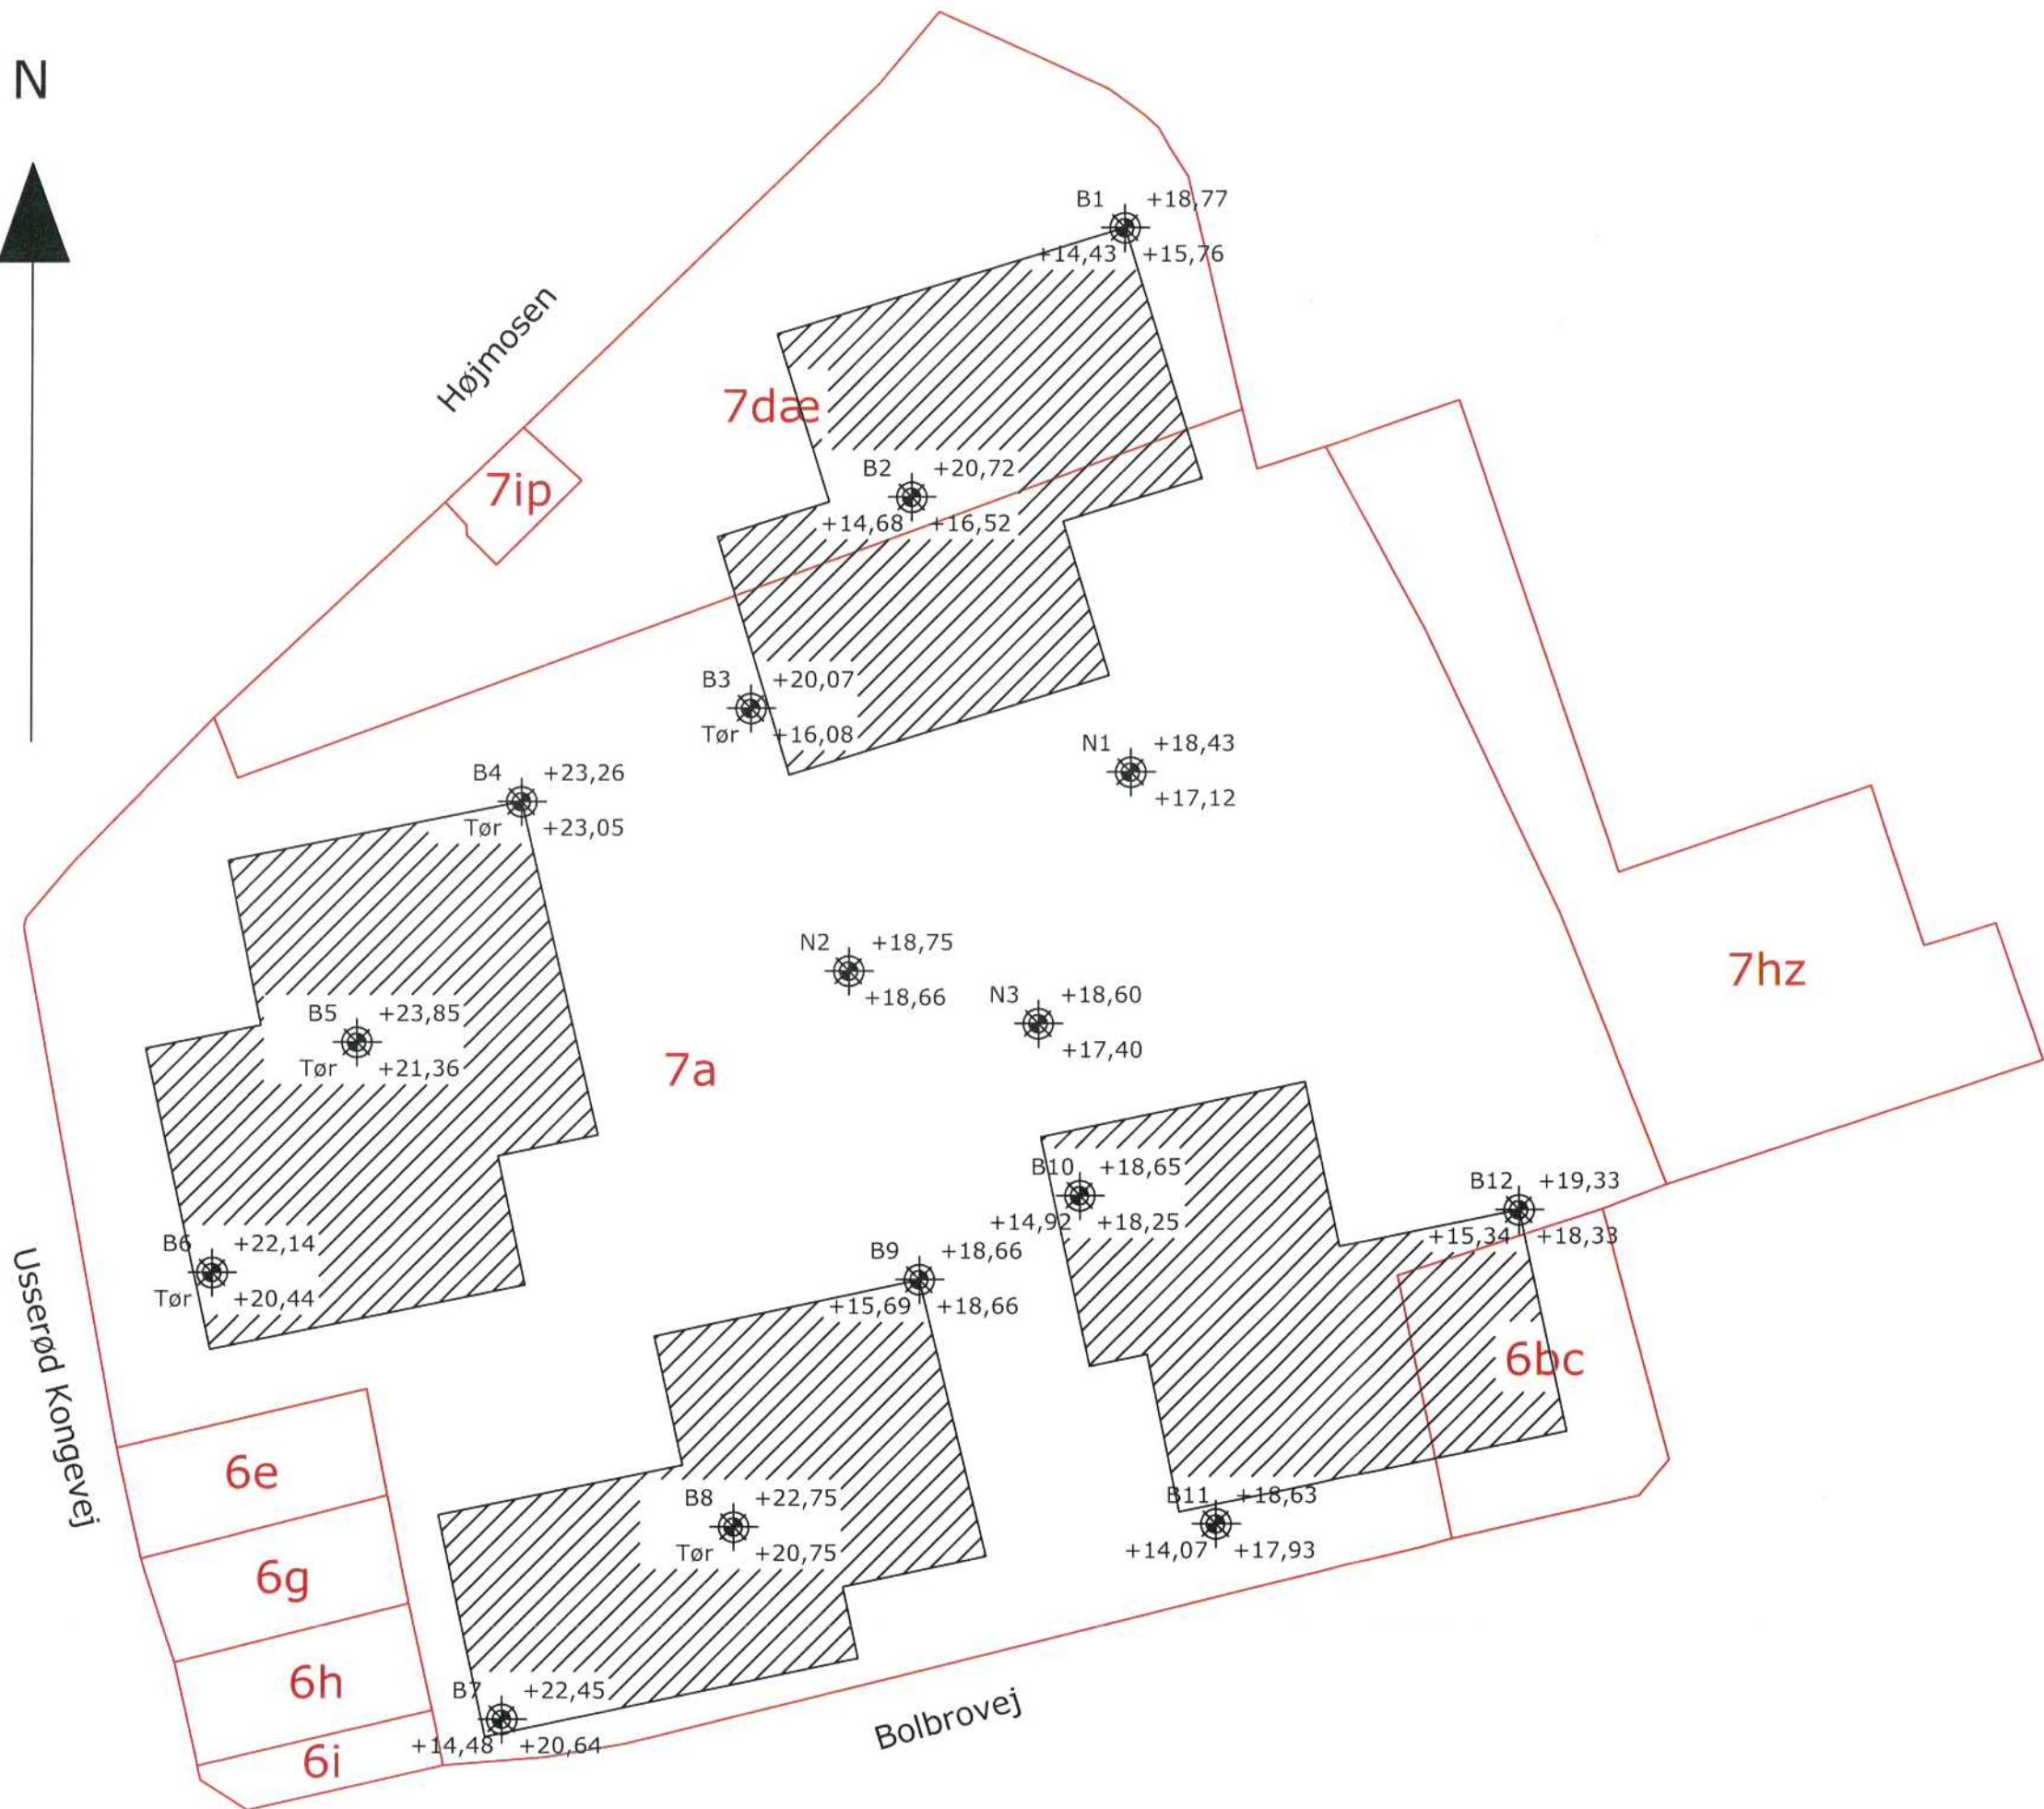 N
B1 +18,77
+14,43 +15,76
Højmosen
7dæ
B2 +20,72
7ip
+14,68 +16,52
B3 +20,07
Tør +16,08
N1 +18,43
+17,12
B4 +23,26
Tør +23,05
N2 +18,75
+18,66
7hz
N3 +18,60
+17,40
B5 +23,85
Tør +21,36
7a
B10 +18,65
+14,92 +18,25
B12 +19,33
+15,34 +18,33
B6 +22,14
Tør +20,44
B9 +18,66
+15,69 +18,66
Usserød Kongevej
6bc
6e
B8 +22,75
Tør +20,75
B11 +18,63
+14,07 +17,93
6g
6h
B7 +22,45
+14,48 +20,64
Bolbrovej
6i